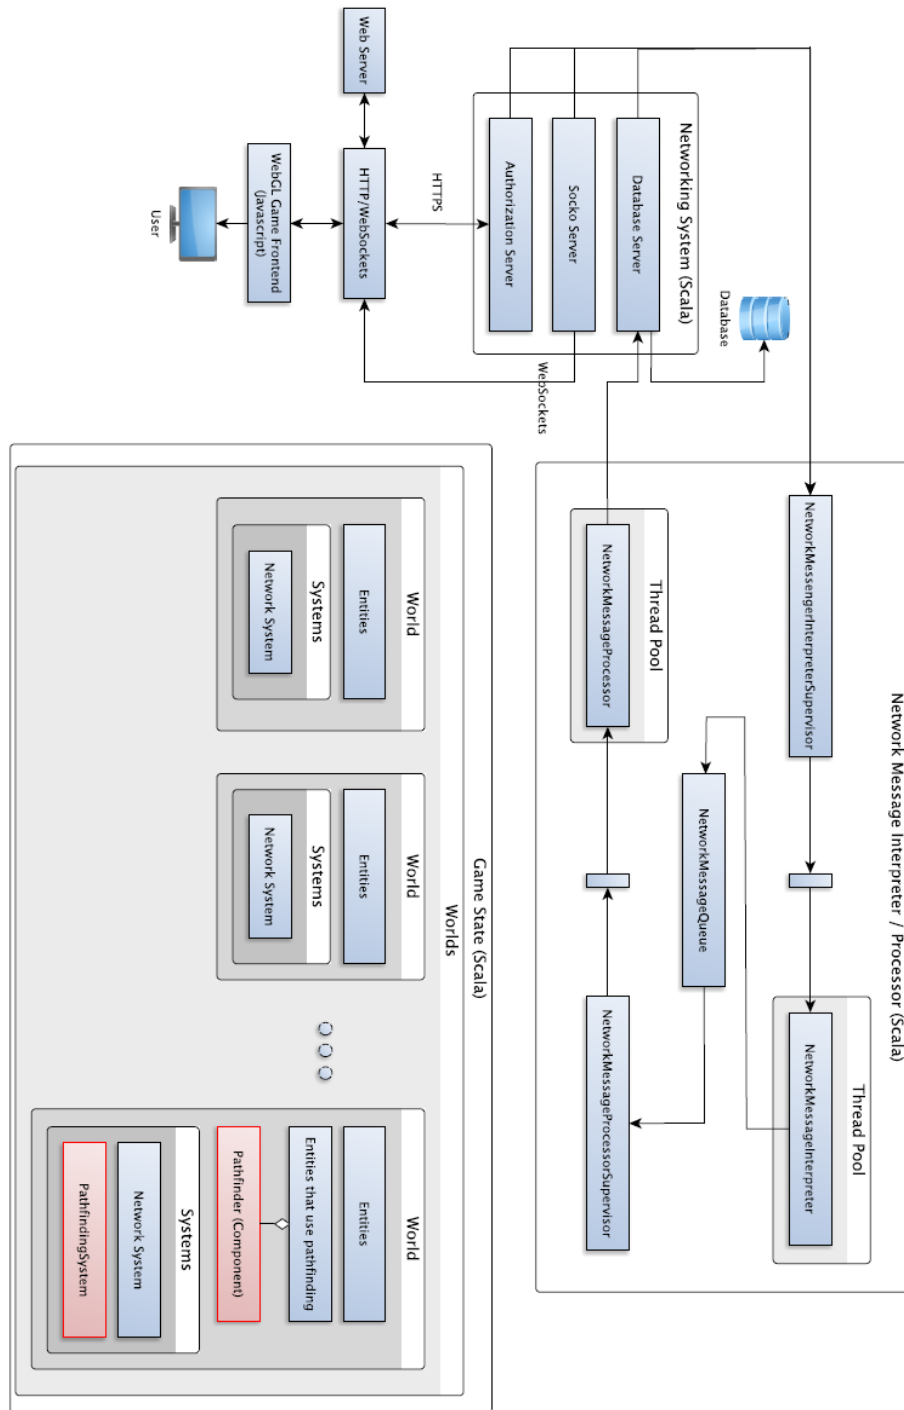 Network Message Interpreter / Processor (Scala)
NetworkMessengerInterpreterSupervisor
Thread Pool
NetworkMessageInterpreter
NetworkMessageQueue
Thread Pool
NetworkMessageProcessor
NetworkMessageProcessorSupervisor
Database
Networking System (Scala)
Database Server
Socko Server
Authorization Server
WebSockets
HTTPS
Web Server
HTTP/WebSockets
WebGL Game Frontend
(Javascript)
User
Game State (Scala)
Worlds
World
Entities
Systems
Network System
World
Entities
Systems
Network System
World
Entities
Entities that use pathfinding
Pathfinder (Component)
Systems
Network System
PathfindingSystem